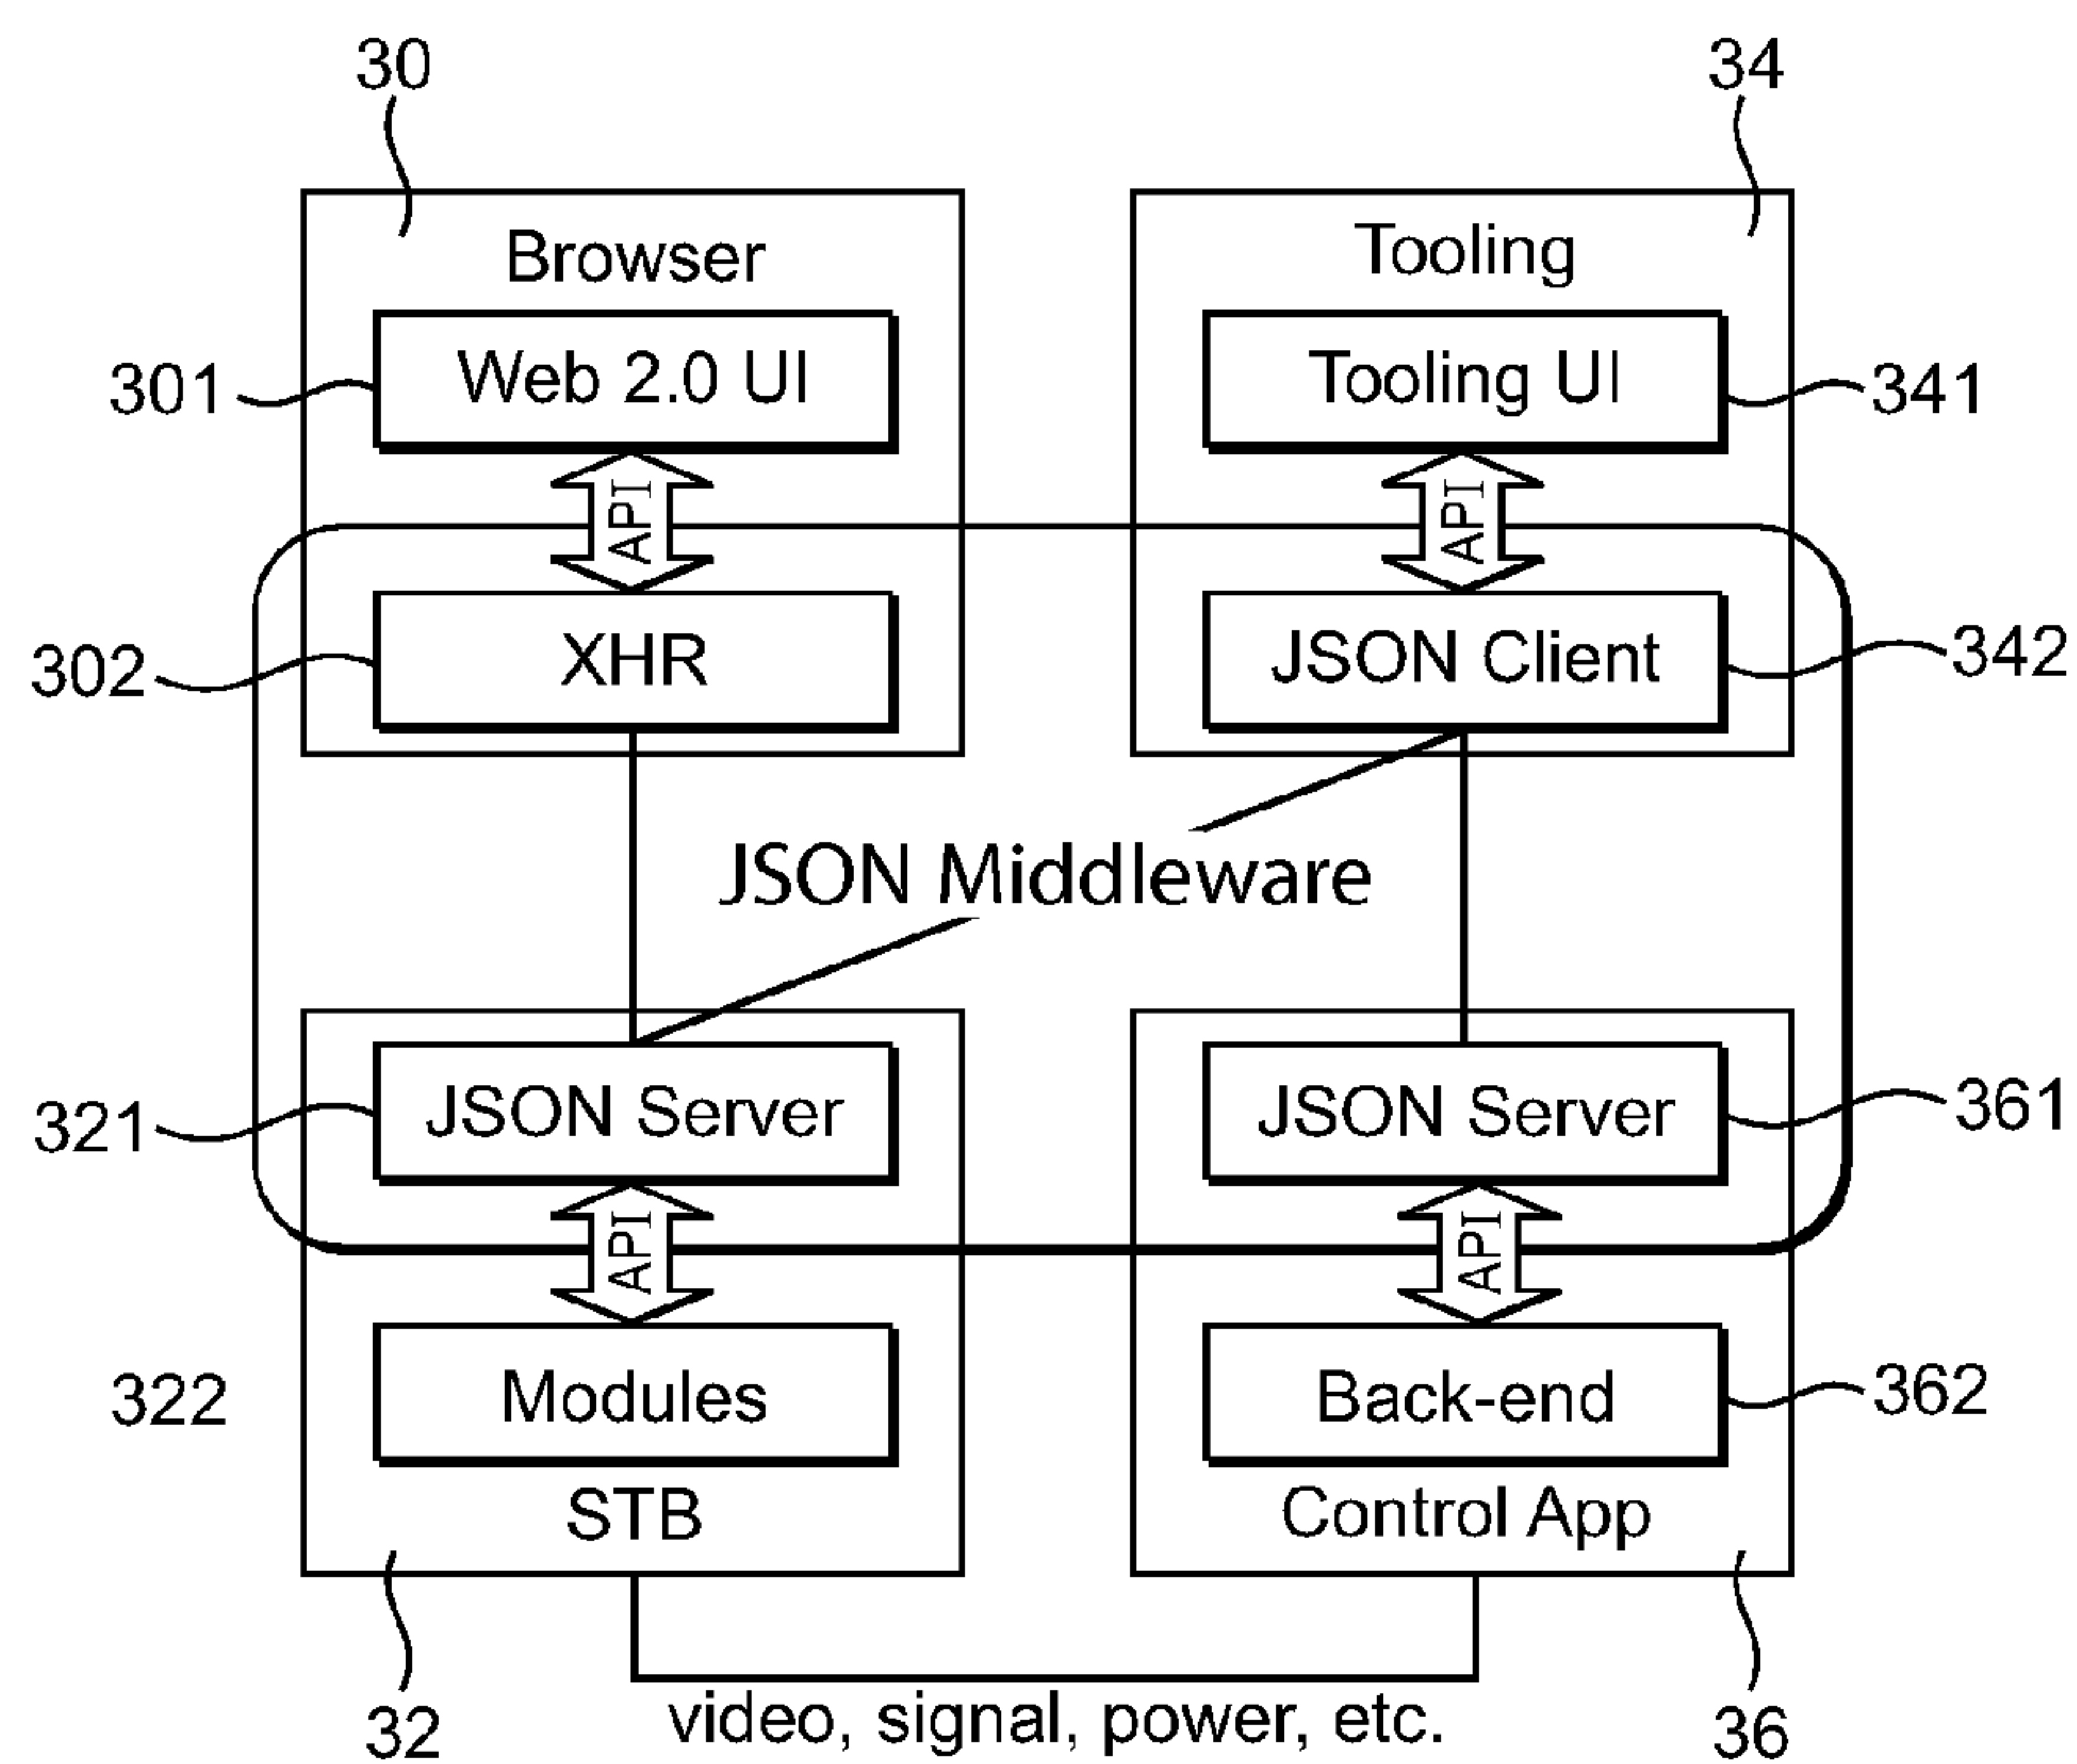 30
34
Browser
Tooling
301
Web 2.0 UI
Tooling UI
341
API
API
302
XHR
JSON Client
342
JSON Middleware
321
JSON Server
JSON Server
361
API
API
322
Modules
Back-end
362
STB
Control App
32
video, signal, power, etc.
36